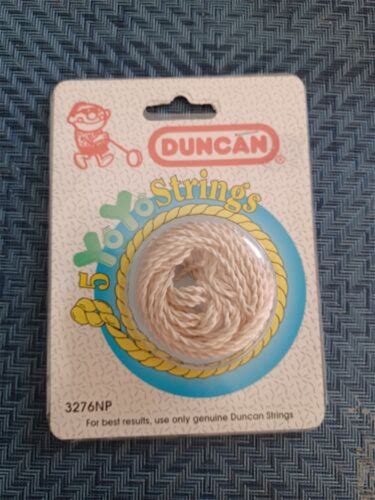 DUNCAN®
5 YoYo Strings
3276NP
For best results, use only genuine Duncan Strings